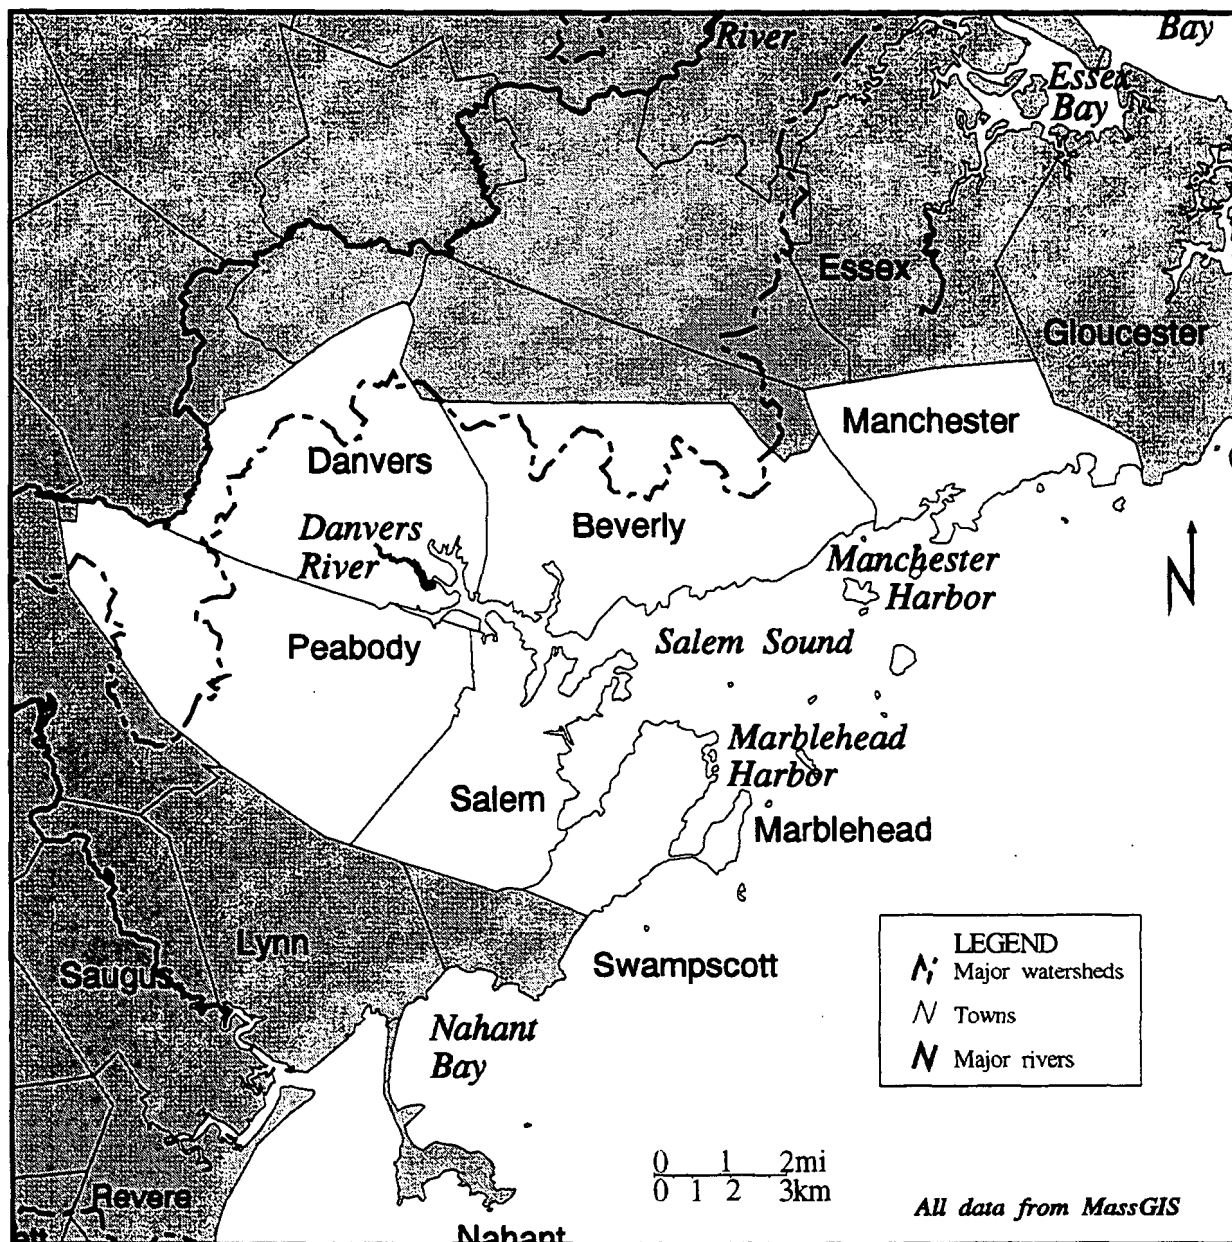 River
Bay
Essex
Bay
Essex
Gloucester
Manchester
Danvers
Beverly
Danvers
River
Manchester
Harbor
N
Peabody
Salem Sound
Marblehead
Harbor
Salem
Marblehead
Lynn
Saugus
Swampscott
LEGEND
Major watersheds
Towns
Major rivers
Nahant
Bay
0 1 2mi
0 1 2 3km
Revere
All data from MassGIS
ett
Nahant